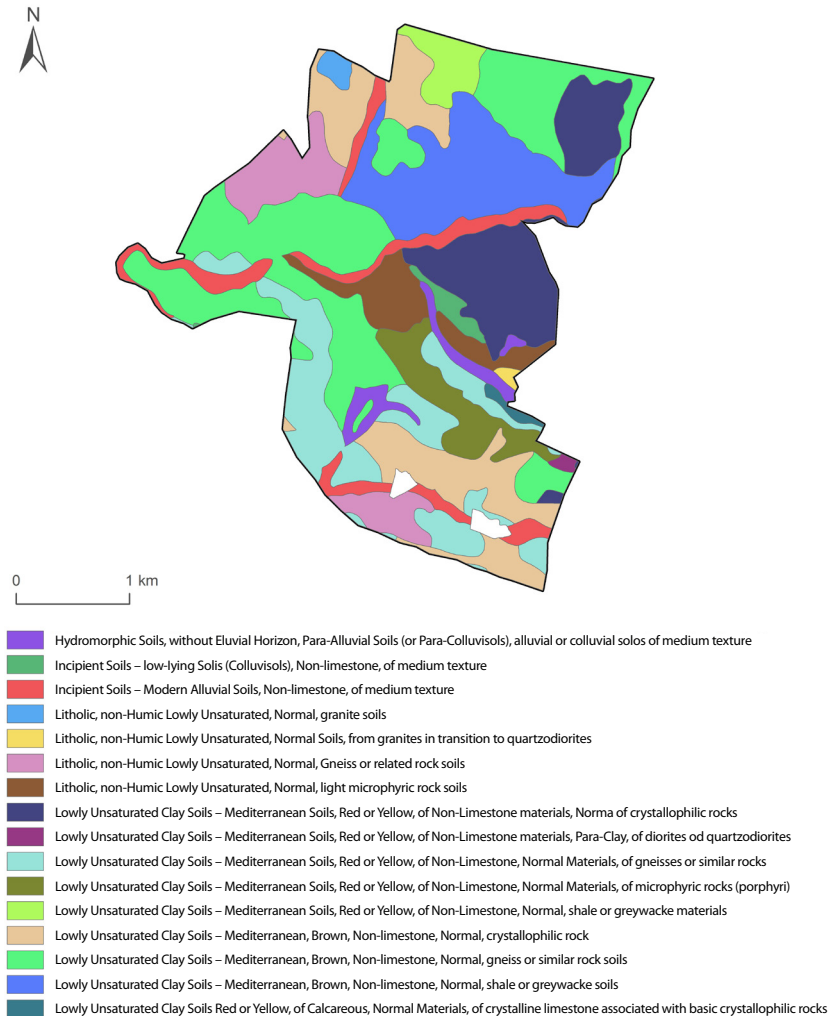 N
0 1 km
Hydromorphic Soils, without Eluvial Horizon, Para-Alluvial Soils (or Para-Colluvisols), alluvial or colluvial solos of medium texture
Incipient Soils – low-lying Solis (Colluvisols), Non-limestone, of medium texture
Incipient Soils – Modern Alluvial Soils, Non-limestone, of medium texture
Litholic, non-Humic Lowly Unsaturated, Normal, granite soils
Litholic, non-Humic Lowly Unsaturated, Normal Soils, from granites in transition to quartzodiorites
Litholic, non-Humic Lowly Unsaturated, Normal, Gneiss or related rock soils
Litholic, non-Humic Lowly Unsaturated, Normal, light microphyric rock soils
Lowly Unsaturated Clay Soils – Mediterranean Soils, Red or Yellow, of Non-Limestone materials, Norma of crystallophilic rocks
Lowly Unsaturated Clay Soils – Mediterranean Soils, Red or Yellow, of Non-Limestone materials, Para-Clay, of diorites od quartzodiorites
Lowly Unsaturated Clay Soils – Mediterranean Soils, Red or Yellow, of Non-Limestone, Normal Materials, of gneisses or similar rocks
Lowly Unsaturated Clay Soils – Mediterranean Soils, Red or Yellow, of Non-Limestone, Normal Materials, of microphyric rocks (porphyri)
Lowly Unsaturated Clay Soils – Mediterranean Soils, Red or Yellow, of Non-Limestone, Normal, shale or greywacke materials
Lowly Unsaturated Clay Soils – Mediterranean, Brown, Non-limestone, Normal, crystallophilic rock
Lowly Unsaturated Clay Soils – Mediterranean, Brown, Non-limestone, Normal, gneiss or similar rock soils
Lowly Unsaturated Clay Soils – Mediterranean, Brown, Non-limestone, Normal, shale or greywacke soils
Lowly Unsaturated Clay Soils Red or Yellow, of Calcareous, Normal Materials, of crystalline limestone associated with basic crystallophilic rocks